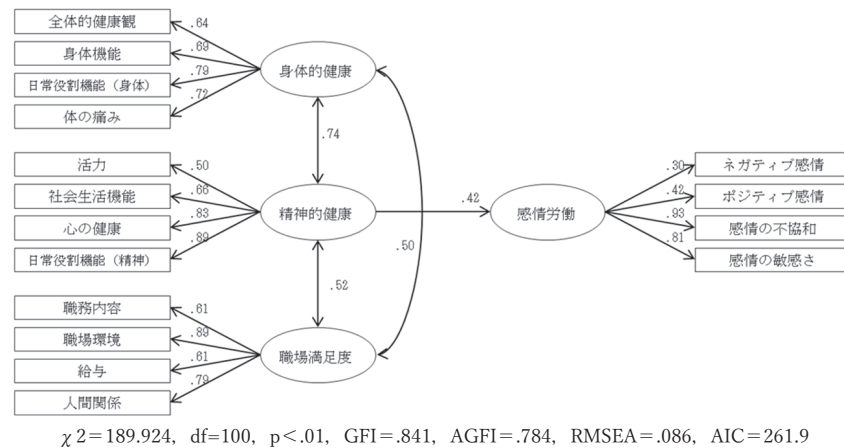 全体的健康観
身体機能
日常役割機能（身体）
体の痛み
.64
.69
.79
.72
身体的健康
.74
活力
社会生活機能
心の健康
日常役割機能（精神）
.50
.66
.83
.89
精神的健康
.42
感情労働
.30
.42
.93
.81
ネガティブ感情
ポジティブ感情
感情の不協和
感情の敏感さ
.50
.52
職務内容
職場環境
給与
人間関係
.61
.89
.61
.79
職場満足度
χ2＝189.924, df=100, p＜.01, GFI=.841, AGFI=.784, RMSEA=.086, AIC=261.9